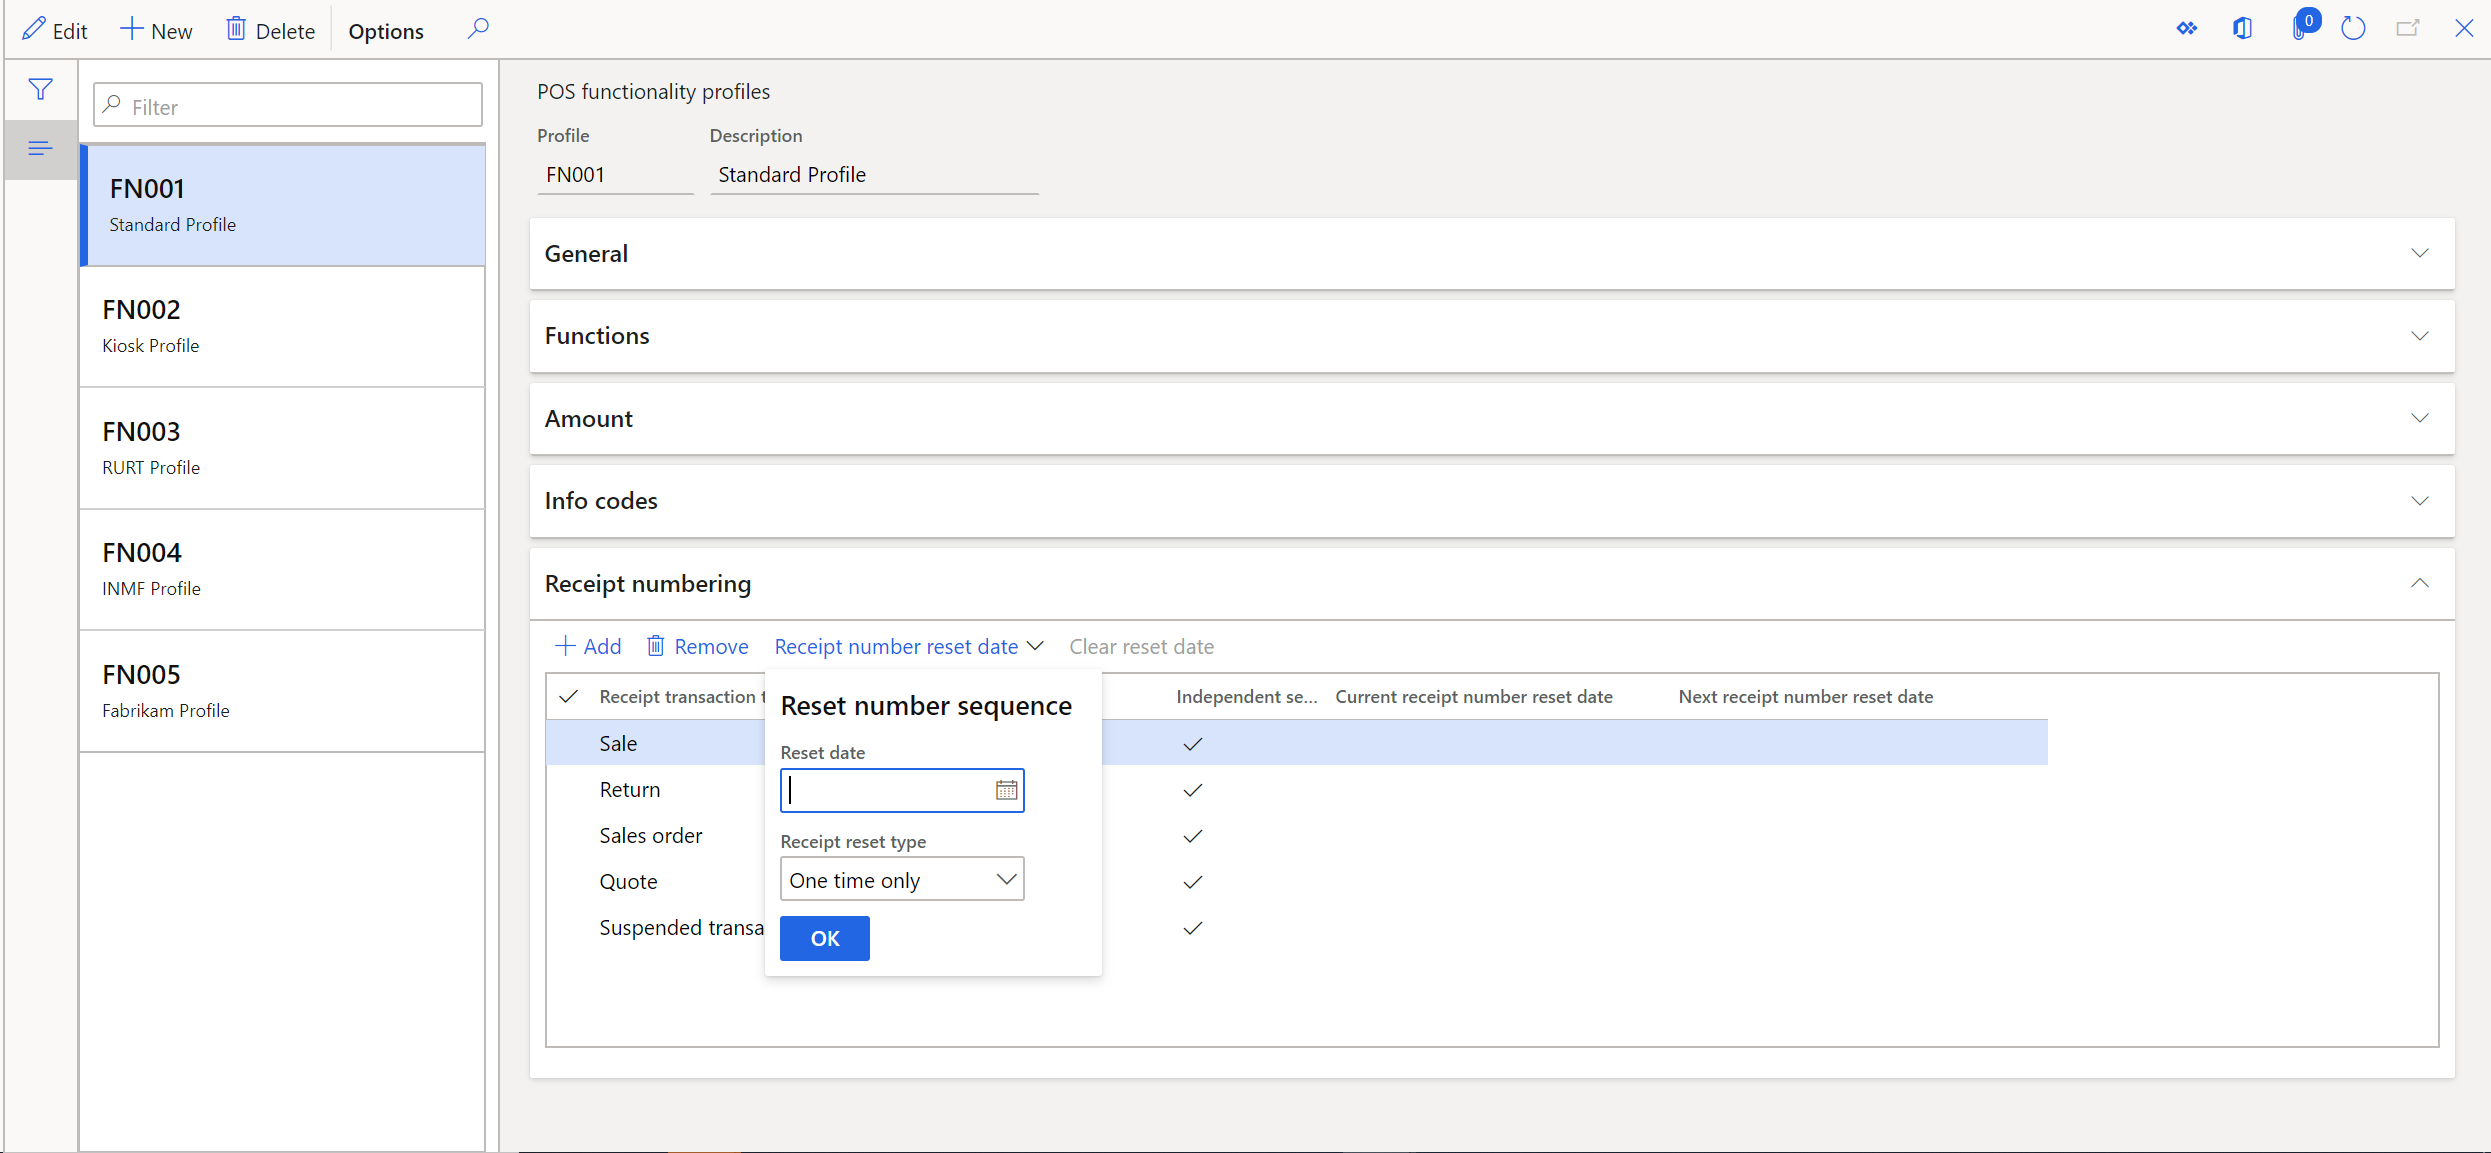 Edit
New
Delete
Options
0
Filter
FN001
Standard Profile
FN002
Kiosk Profile
FN003
RURT Profile
FN004
INMF Profile
FN005
Fabrikam Profile
POS functionality profiles
Profile
Description
FN001
Standard Profile
General
Functions
Amount
Info codes
Receipt numbering
Add
Remove
Receipt number reset date
Clear reset date
Receipt transaction t
Independent se...
Current receipt number reset date
Next receipt number reset date
Sale
Return
Sales order
Quote
Suspended transa
Reset number sequence
Reset date
Receipt reset type
One time only
OK